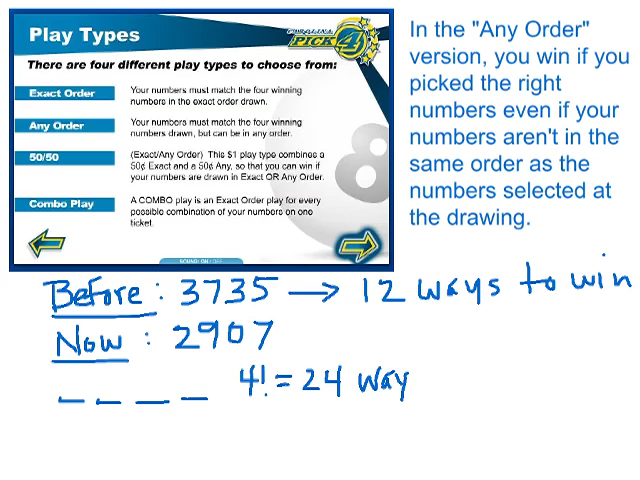 Play Types
CAROLINA
PICK 4
There are four different play types to choose from:
Exact Order
Your numbers must match the four winning
numbers in the exact order drawn.
Any Order
Your numbers must match the four winning
numbers drawn, but can be in any order.
50/50
(Exact/Any Order) This $1 play type combines a
50¢ Exact and a 50¢ Any, so that you can win if
your numbers are drawn in Exact OR Any Order.
Combo Play
A COMBO play is an Exact Order play for every
possible combination of your numbers on one
ticket.
8
SOUND: ON / OFF
In the "Any Order"
version, you win if you
picked the right
numbers even if your
numbers aren't in the
same order as the
numbers selected at
the drawing.
Before: 3735 → 12 ways to win
Now: 2907
_ _ _ _ 4! = 24 way